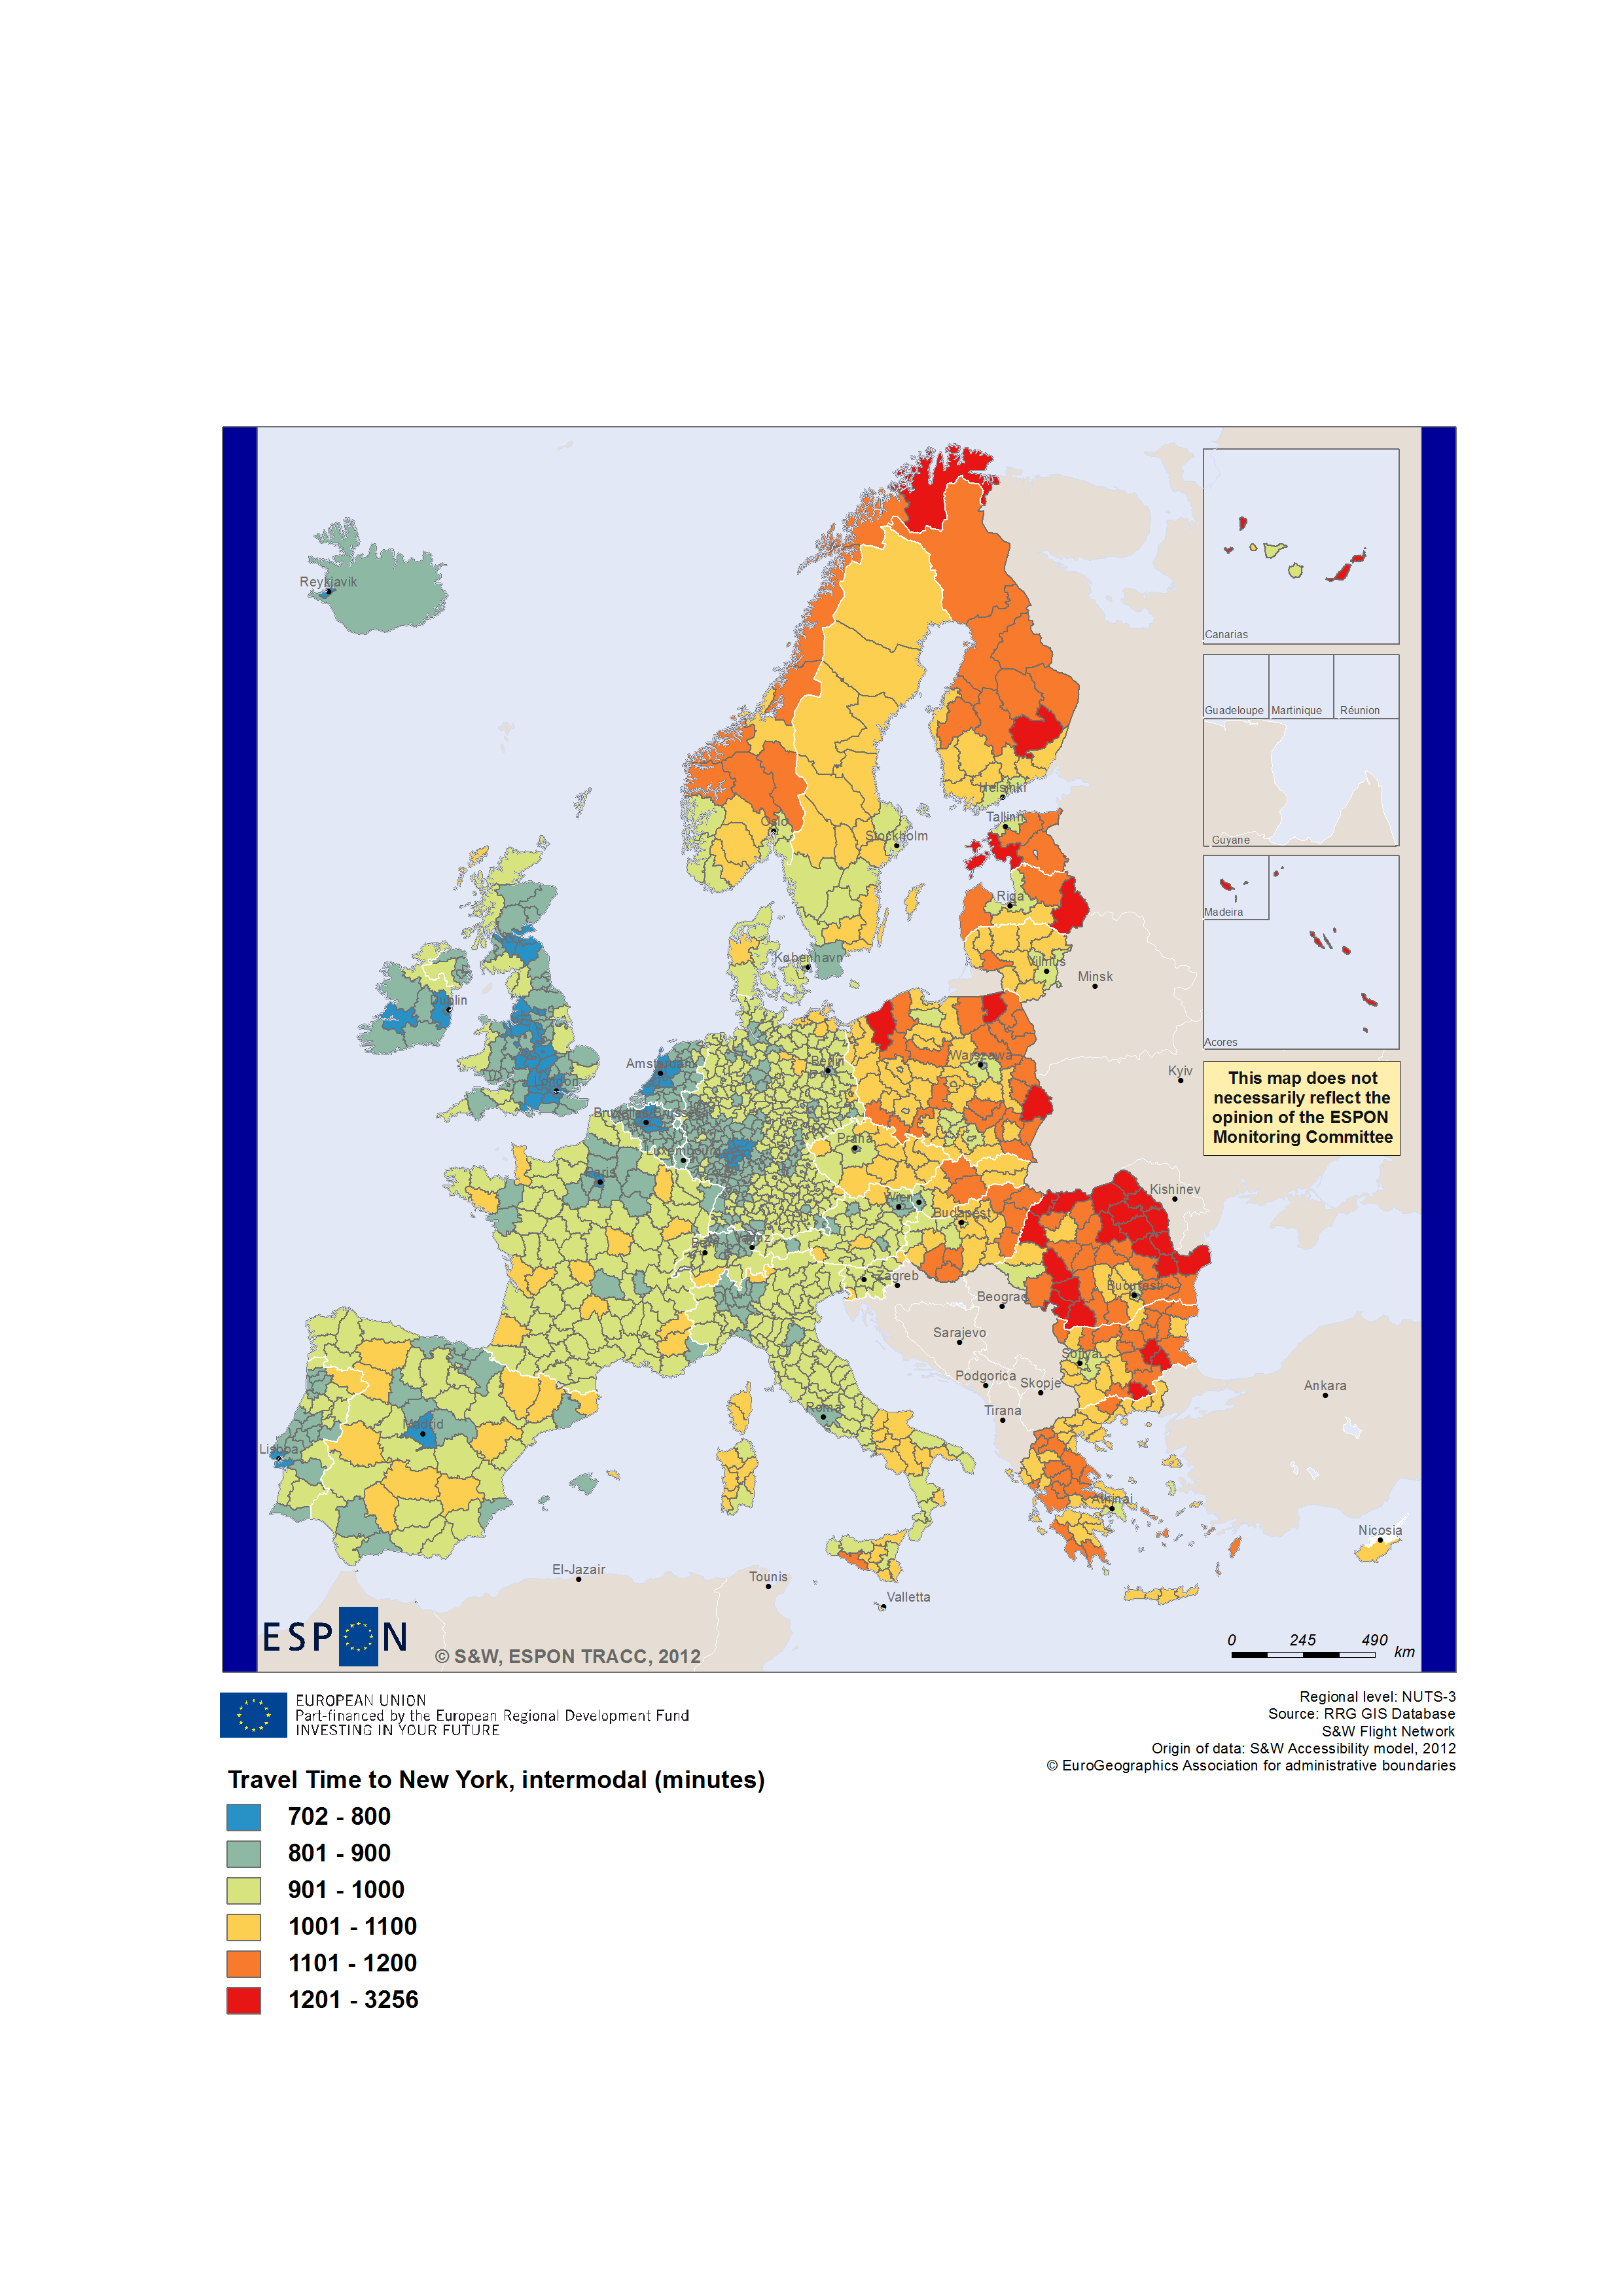 Reykjavik
Canarias
Guadeloupe
Martinique
Réunion
Helsinki
Tallinn
Oslo
Stockholm
Guyane
Riga
Madeira
København
Vilnius
Minsk
Dublin
Acores
Amsterdam
Berlin
Warszawa
Kyiv
London
This map does not
necessarily reflect the
opinion of the ESPON
Monitoring Committee
Praha
Luxembourg
Paris
Kishinev
Wien
Budapest
Bern
Vaduz
Zagreb
Bucuresti
Beograd
Sarajevo
Sofiya
Podgorica
Skopje
Ankara
Tirana
Roma
Madrid
Lisboa
Athinai
Nicosia
El-Jazair
Tounis
Valletta
ESPON
© S&W, ESPON TRACC, 2012
0 245 490
km
EUROPEAN UNION
Part-financed by the European Regional Development Fund
INVESTING IN YOUR FUTURE
Regional level: NUTS-3
Source: RRG GIS Database
S&W Flight Network
Origin of data: S&W Accessibility model, 2012
© EuroGeographics Association for administrative boundaries
Travel Time to New York, intermodal (minutes)
702 - 800
801 - 900
901 - 1000
1001 - 1100
1101 - 1200
1201 - 3256